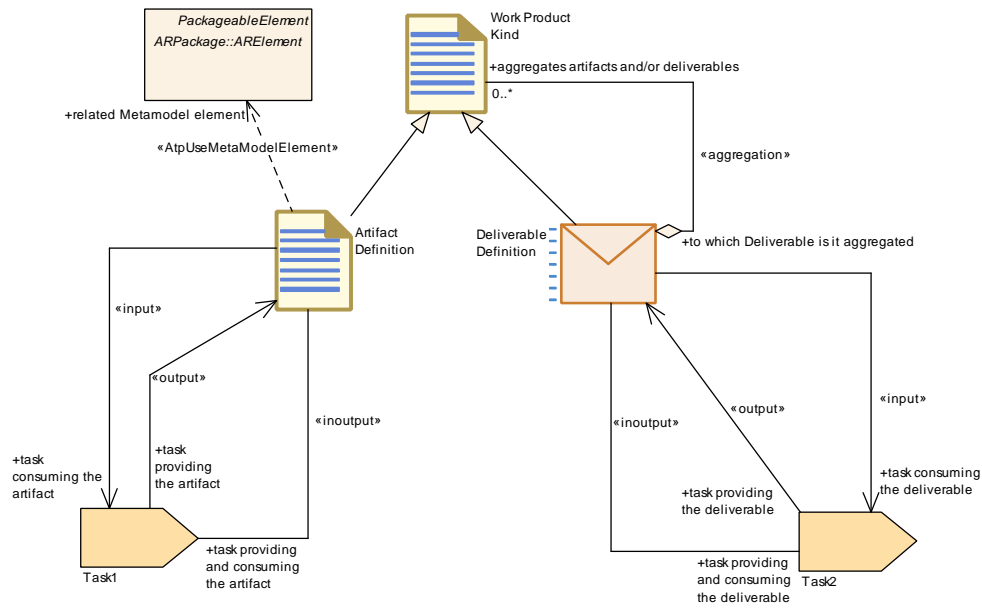 PackageableElement
ARPackage::ARElement
Work Product
Kind
+aggregates artifacts and/or deliverables
0..*
+related Metamodel element
«AtpUseMetaModelElement»
«aggregation»
Artifact
Definition
Deliverable
Definition
+to which Deliverable is it aggregated
«input»
«output»
«inoutput»
«inoutput»
«output»
«input»
+task
consuming the
artifact
+task
providing
the artifact
+task providing
and consuming
the artifact
Task1
+task providing
the deliverable
+task consuming
the deliverable
+task providing
and consuming
the deliverable
Task2